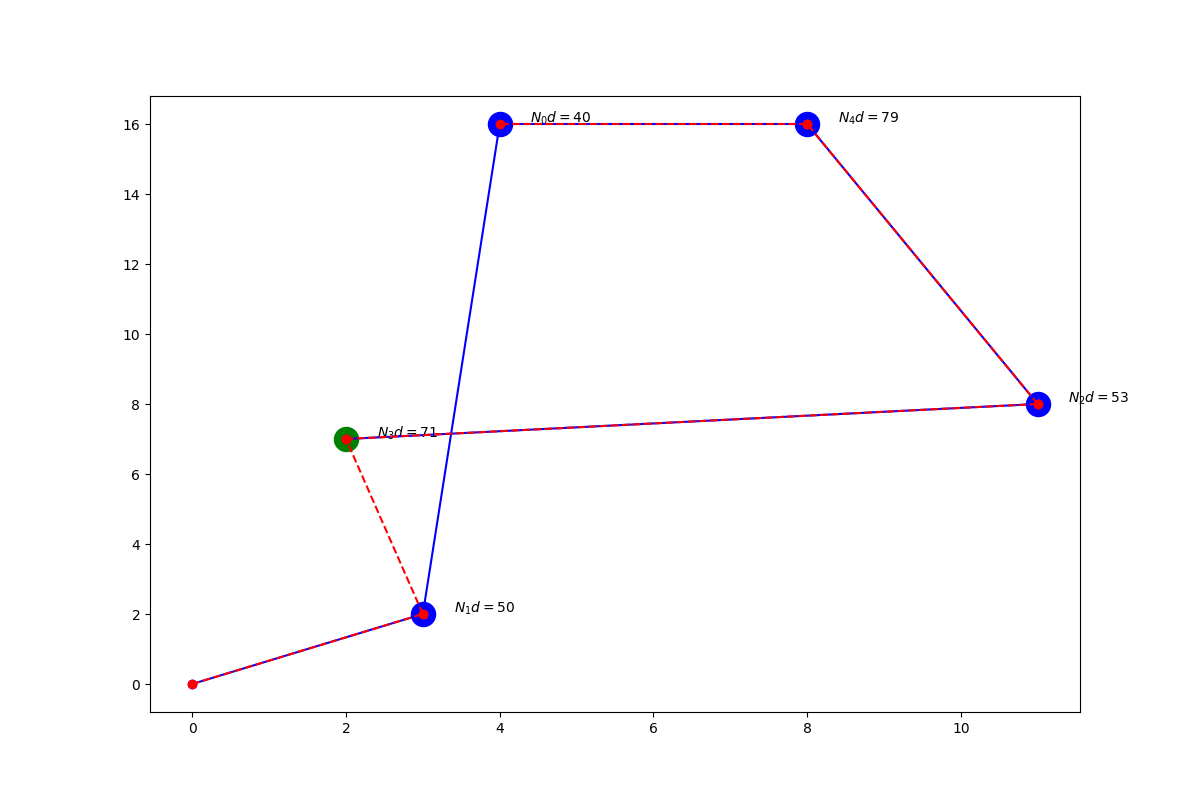 16
14
12
10
8
6
4
2
0
N₀d = 40
N₄d = 79
N₂d = 53
N₃d = 71
N₁d = 50
0 2 4 6 8 10